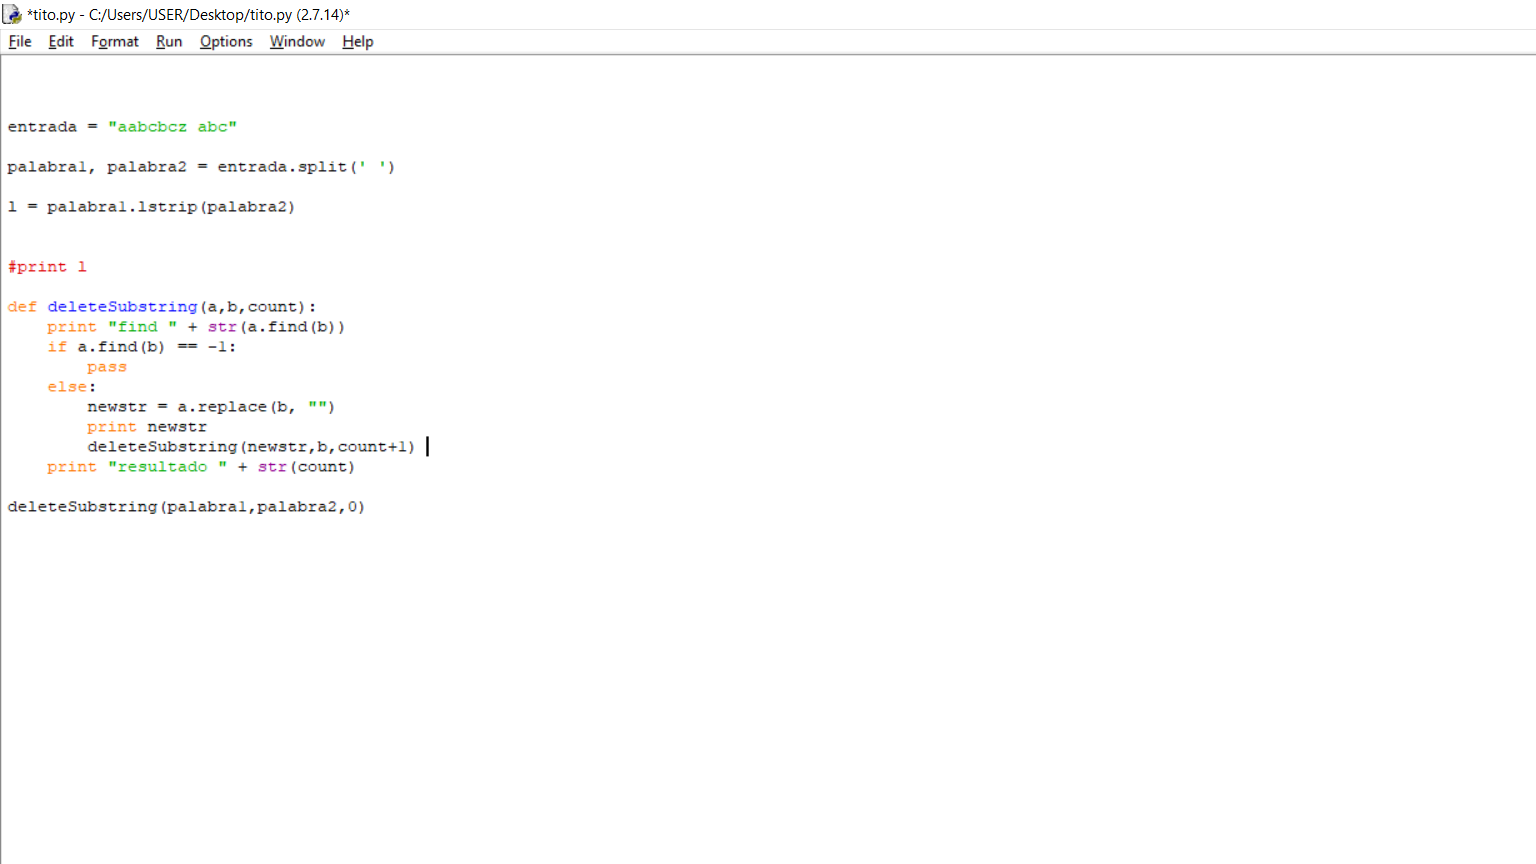 *tito.py - C:/Users/USER/Desktop/tito.py (2.7.14)*
File Edit Format Run Options Window Help
entrada = "aabcbcz abc"
palabra1, palabra2 = entrada.split(' ')
l = palabra1.lstrip(palabra2)
#print l
def deleteSubstring(a,b,count):
    print "find " + str(a.find(b))
    if a.find(b) == -1:
        pass
    else:
        newstr = a.replace(b, "")
        print newstr
        deleteSubstring(newstr,b,count+1)
    print "resultado " + str(count)
deleteSubstring(palabra1,palabra2,0)